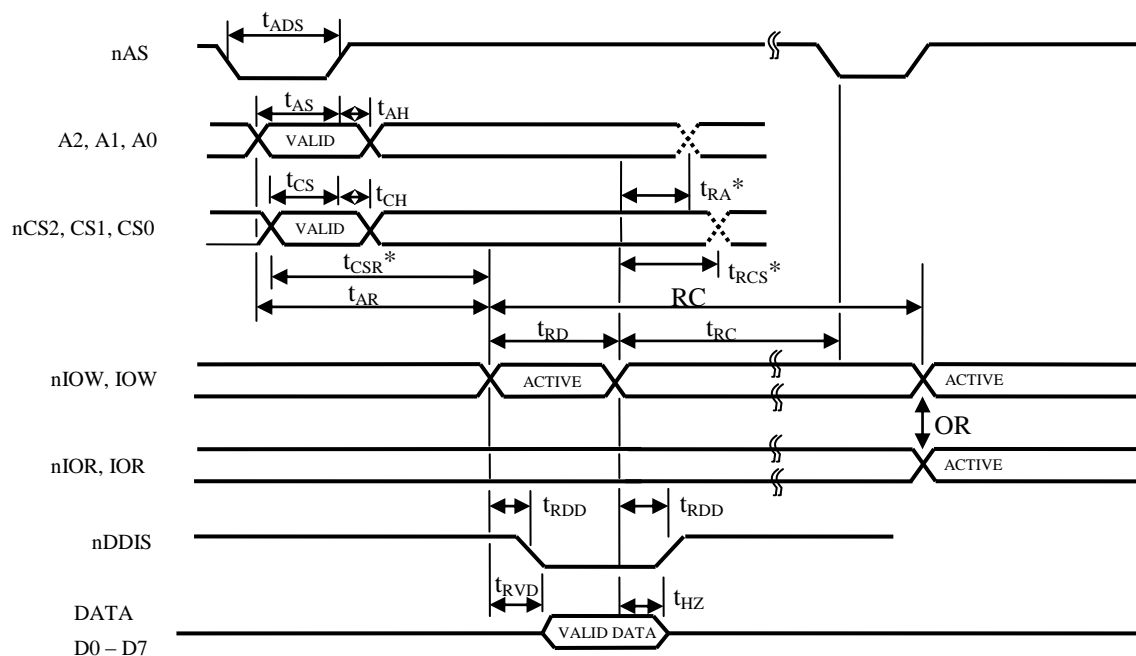 tADS
nAS
tAS tAH
A2, A1, A0 VALID
tCS tCH tRA*
nCS2, CS1, CS0 VALID
tCSR* tRCS*
tAR RC
tRD tRC
nIOW, IOW ACTIVE ACTIVE
OR
nIOR, IOR ACTIVE
tRDD tRDD
nDDIS
tRVD tHZ
DATA
VALID DATA
D0 – D7